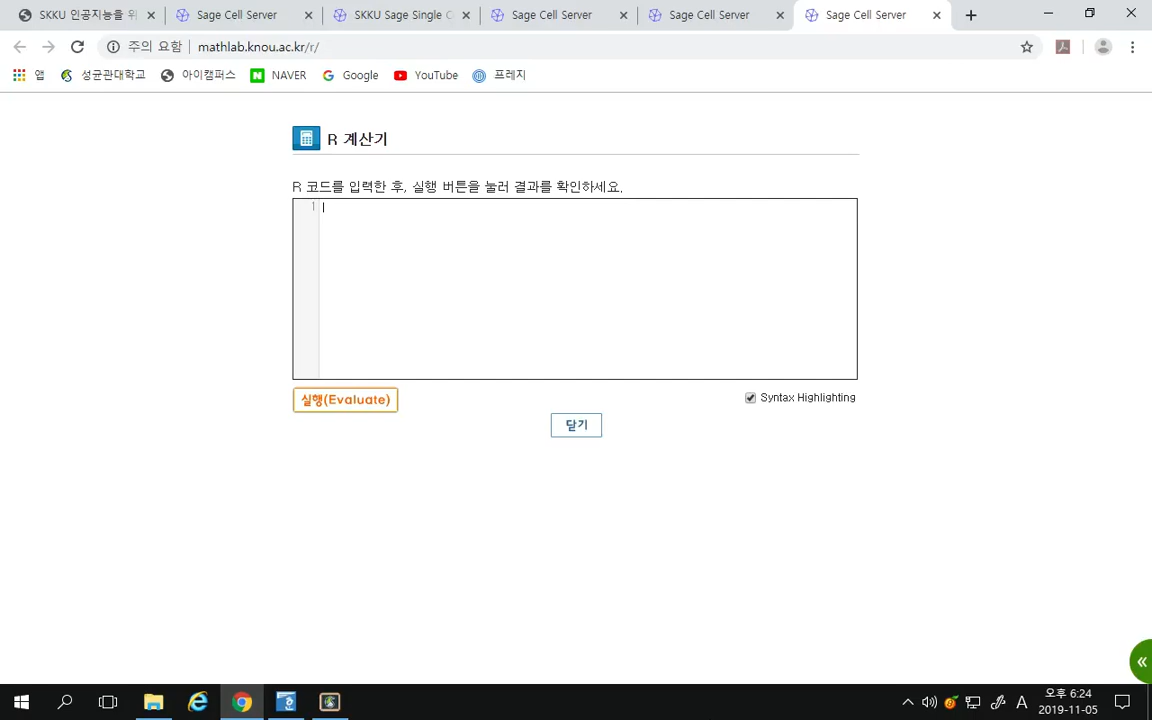 SKKU 인공지능을 위
Sage Cell Server
SKKU Sage Single C
Sage Cell Server
Sage Cell Server
Sage Cell Server
주의 요함
mathlab.knou.ac.kr/r/
앱
성균관대학교
아이캠퍼스
NAVER
Google
YouTube
프레지
R 계산기
R 코드를 입력한 후, 실행 버튼을 눌러 결과를 확인하세요.
1
실행(Evaluate)
Syntax Highlighting
닫기
A
오후 6:24
2019-11-05